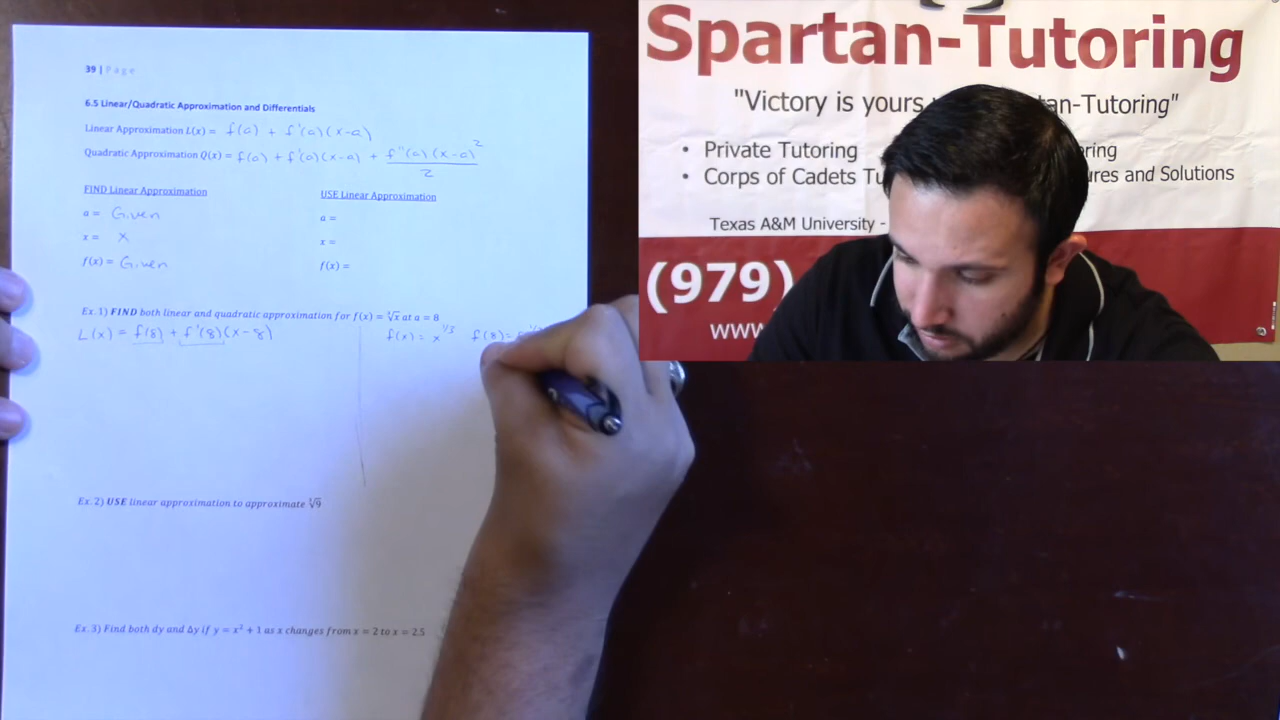 39 | Page
6.5 Linear/Quadratic Approximation and Differentials
Linear Approximation L(x) = f(a) + f'(a)(x-a)
Quadratic Approximation Q(x) = f(a) + f'(a)(x-a) + f''(a)(x-a)²/2
FIND Linear Approximation USE Linear Approximation
a = Given a =
x = x x =
f(x) = Given f(x) =
Ex. 1) FIND both linear and quadratic approximation for f(x) = ∛x at a = 8
L(x) = f(8) + f'(8)(x-8) f(x) = x^1/3 f(8) =
Ex. 2) USE linear approximation to approximate ∛9
Ex. 3) Find both dy and Δy if y = x² + 1 as x changes from x = 2 to x = 2.5
Spartan-Tutoring
"Victory is yours Spartan-Tutoring"
• Private Tutoring
• Corps of Cadets
ures and Solutions
Texas A&M University -
(979)
www